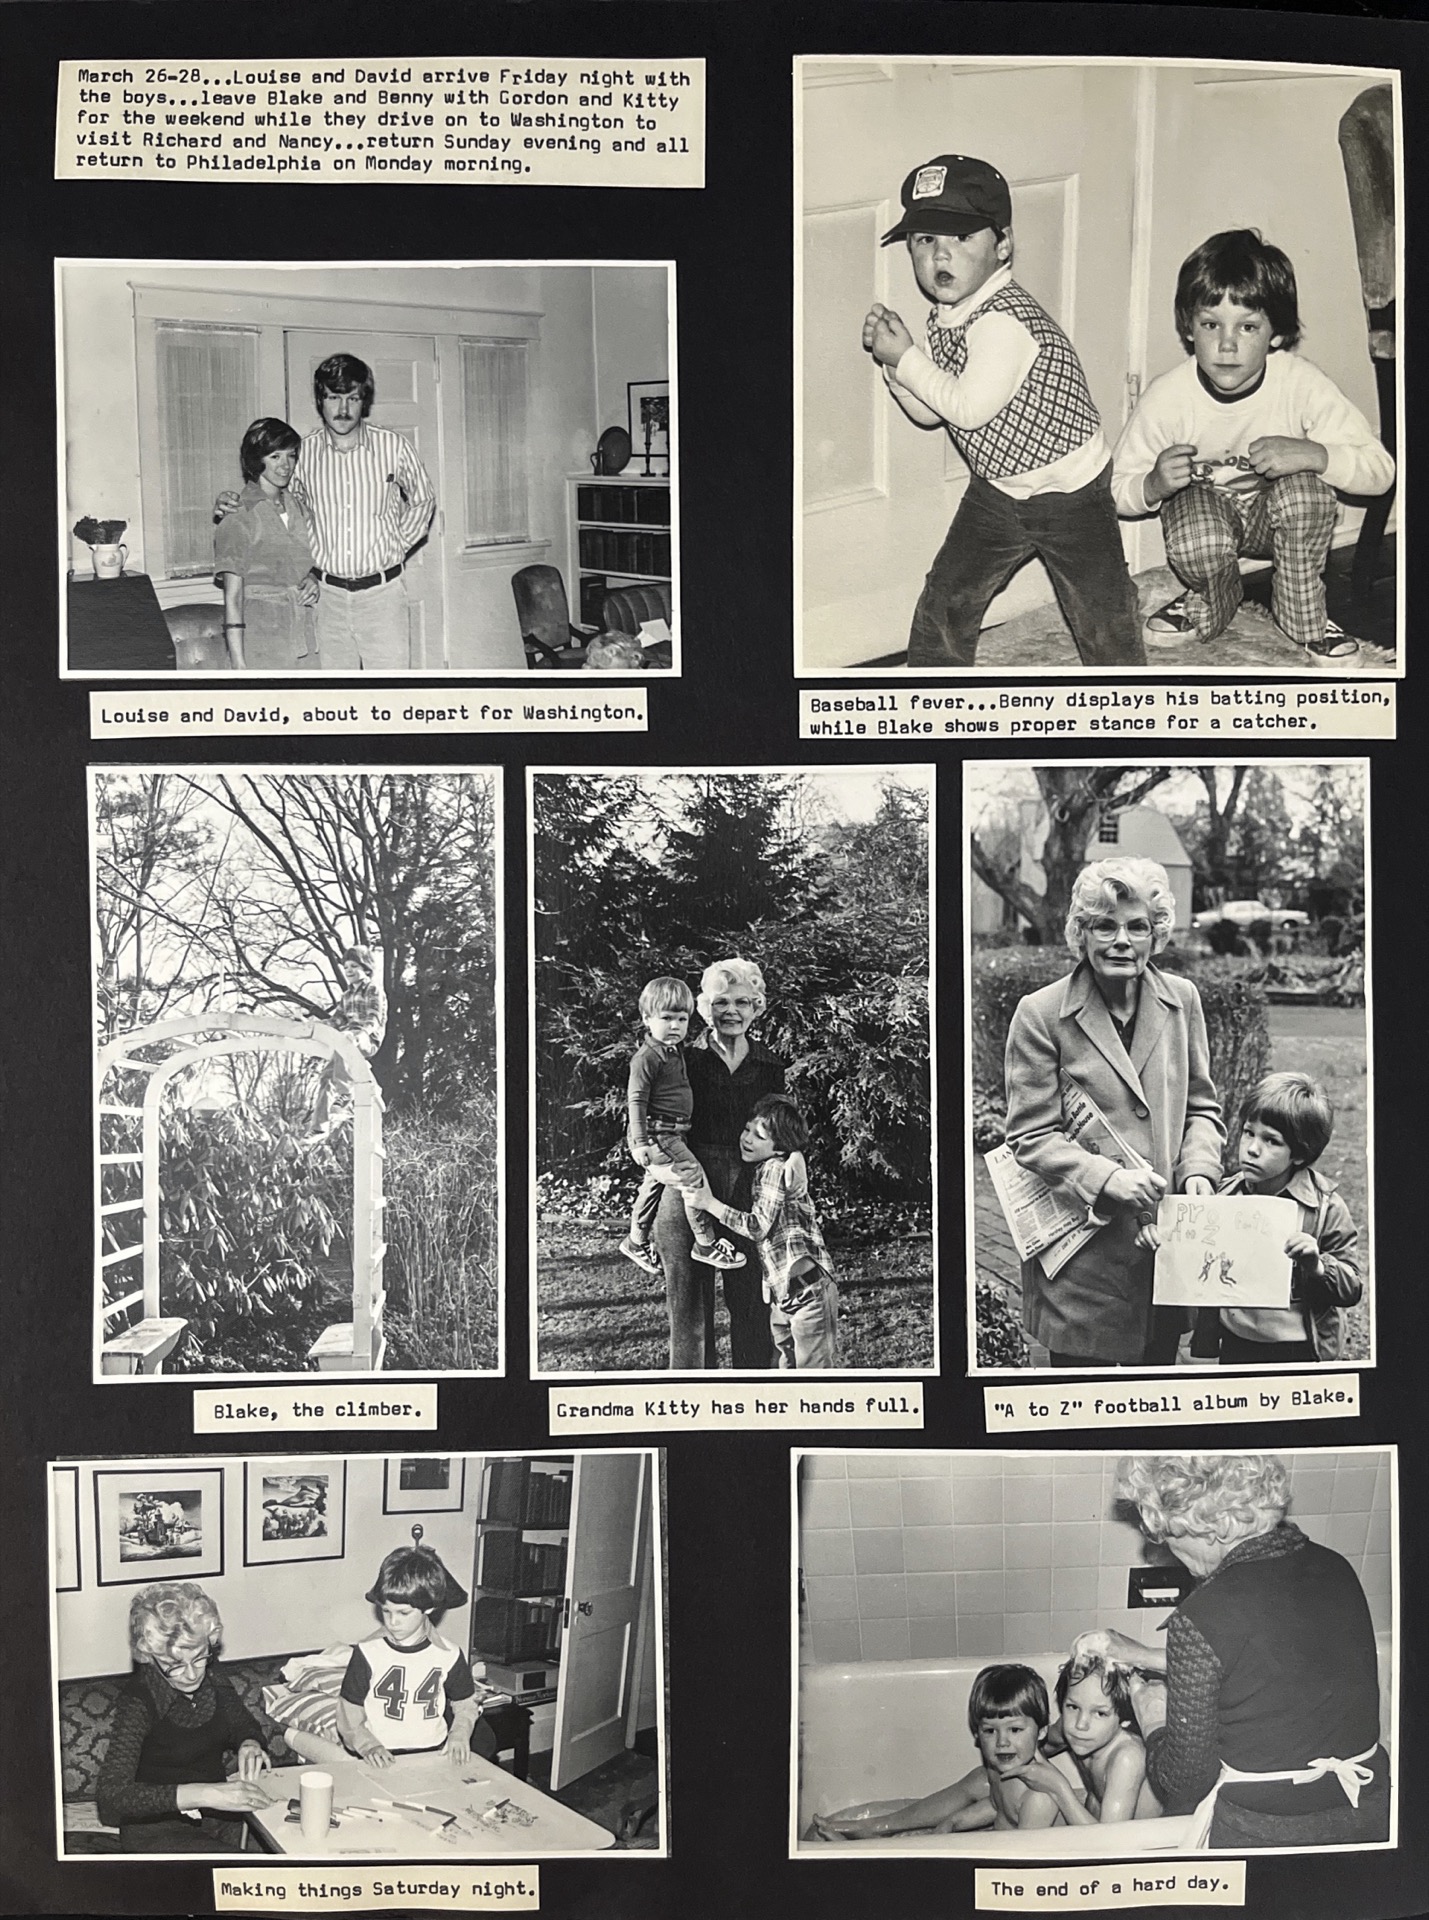 March 26-28...Louise and David arrive Friday night with
the boys...leave Blake and Benny with Gordon and Kitty
for the weekend while they drive on to Washington to
visit Richard and Nancy...return Sunday evening and all
return to Philadelphia on Monday morning.
Louise and David, about to depart for Washington.
Baseball fever...Benny displays his batting position,
while Blake shows proper stance for a catcher.
PRO
A to Z
Blake, the climber.
Grandma Kitty has her hands full.
"A to Z" football album by Blake.
44
Making things Saturday night.
The end of a hard day.